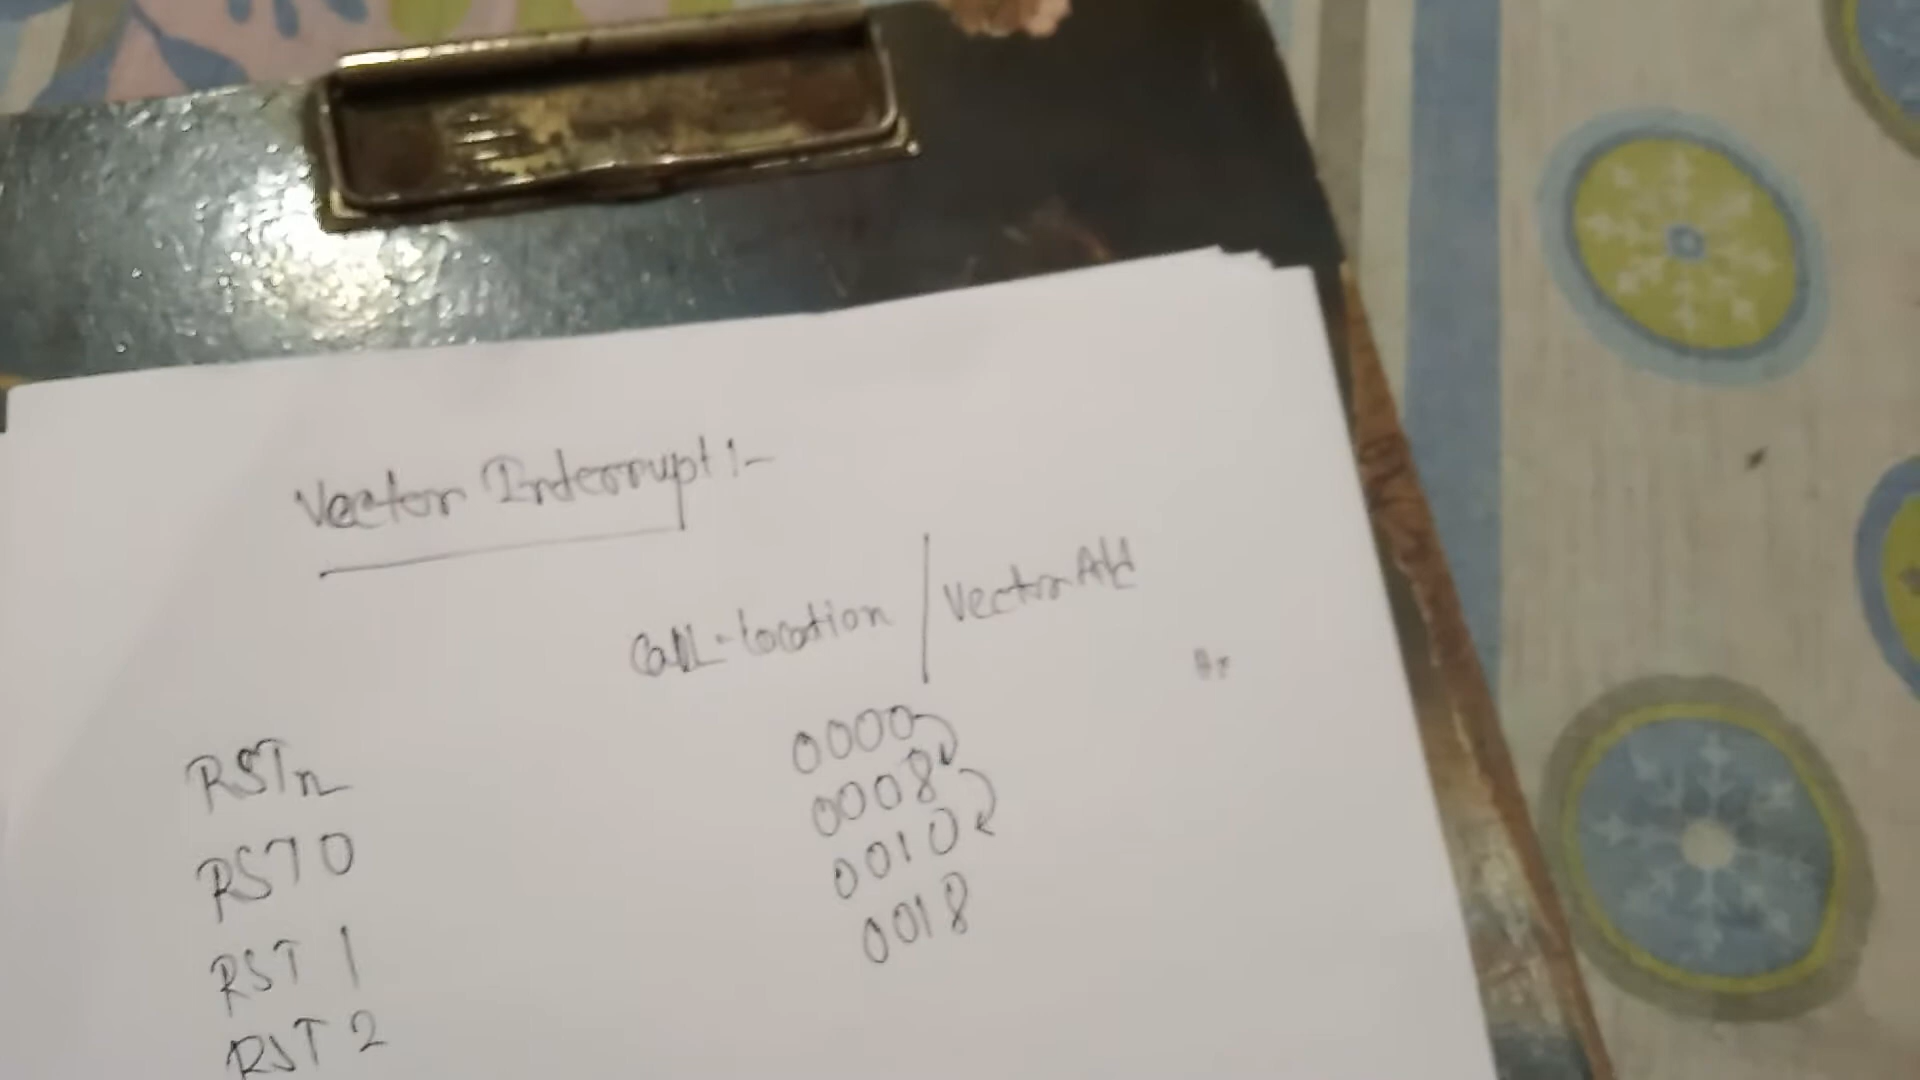 Vector Interrupt :-
CALL-Location / Vector Add
RSTn 0000
RST 0 0008
RST 1 0010
RST 2 0018